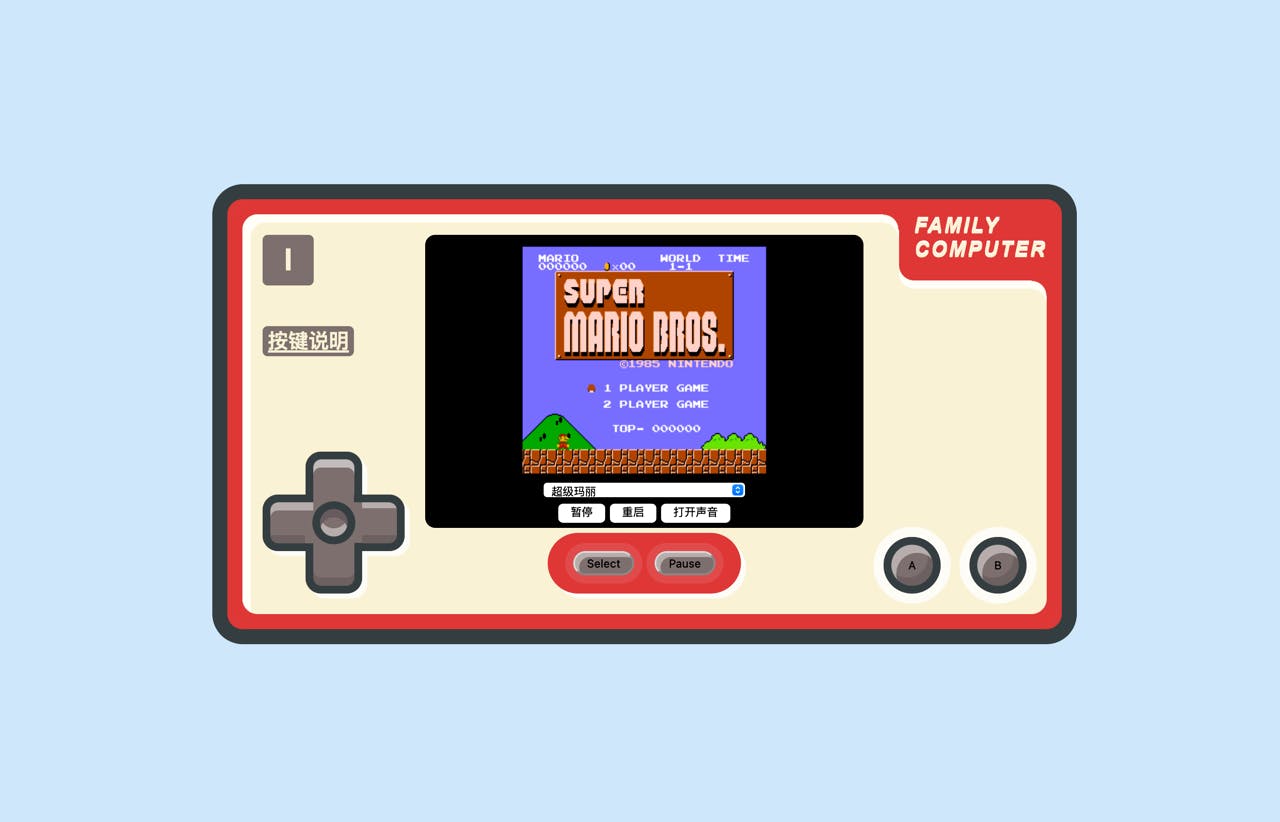 I
FAMILY
COMPUTER
按键说明
MARIO WORLD TIME
000000 x00 1-1
SUPER
MARIO BROS.
©1985 NINTENDO
1 PLAYER GAME
2 PLAYER GAME
TOP- 000000
超级玛丽
暂停 重启 打开声音
Select Pause
A B